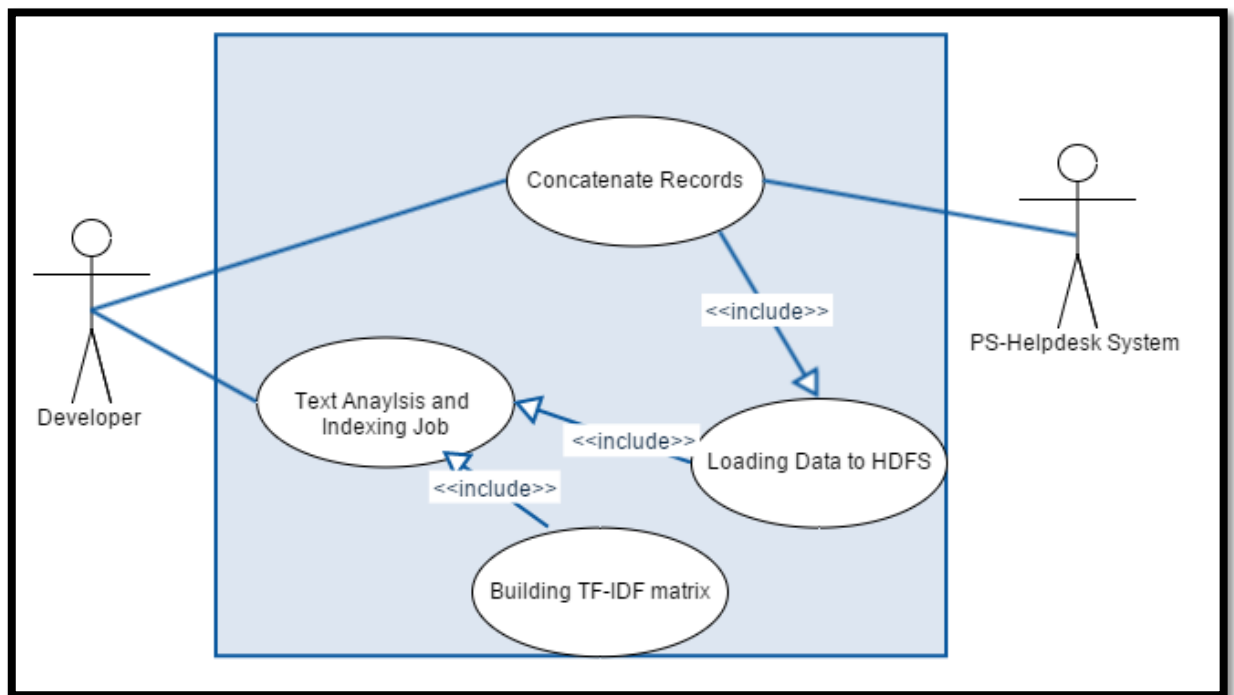 Concatenate Records
<<include>>
PS-Helpdesk System
Developer
Text Anaylsis and
Indexing Job
<<include>>
Loading Data to HDFS
<<include>>
Building TF-IDF matrix